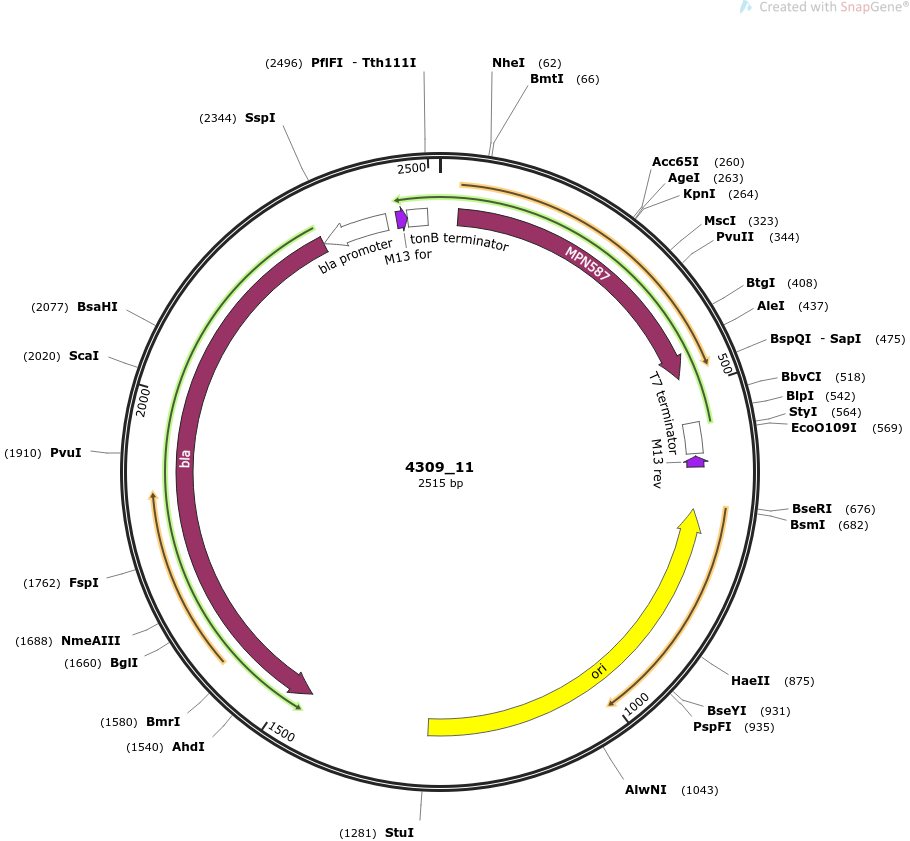 Created with SnapGene®
(2496) PflFI - Tth111I
NheI (62)
BmtI (66)
(2344) SspI
Acc65I (260)
AgeI (263)
KpnI (264)
MscI (323)
PvuII (344)
BtgI (408)
AleI (437)
BspQI - SapI (475)
BbvCI (518)
BlpI (542)
StyI (564)
EcoO109I (569)
BseRI (676)
BsmI (682)
HaeII (875)
BseYI (931)
PspFI (935)
AlwNI (1043)
(1281) StuI
(1540) AhdI
(1580) BmrI
(1660) BglI
(1688) NmeAIII
(1762) FspI
(1910) PvuI
(2020) ScaI
(2077) BsaHI
2500
500
1000
1500
2000
bla promoter
M13 for
tonB terminator
MPN587
T7 terminator
M13 rev
ori
bla
4309_11
2515 bp